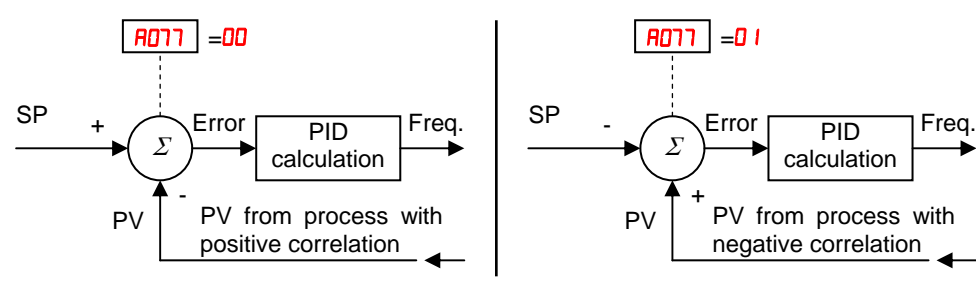 A077 =00
SP
+
Σ
Error
PID
calculation
Freq.
-
PV
PV from process with
positive correlation
A077 =01
SP
-
Σ
Error
PID
calculation
Freq.
+
PV
PV from process with
negative correlation